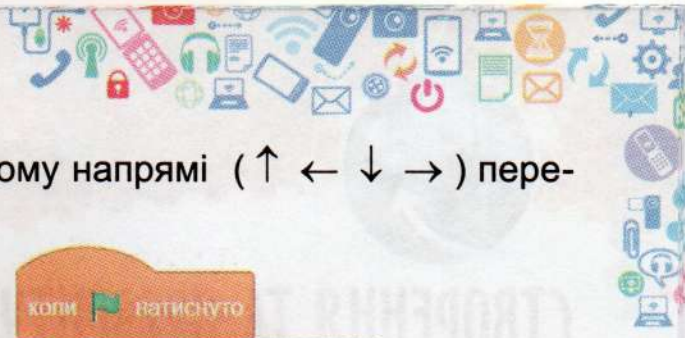 ому напрямі (↑ ← ↓ →) пере-
коли натиснуто